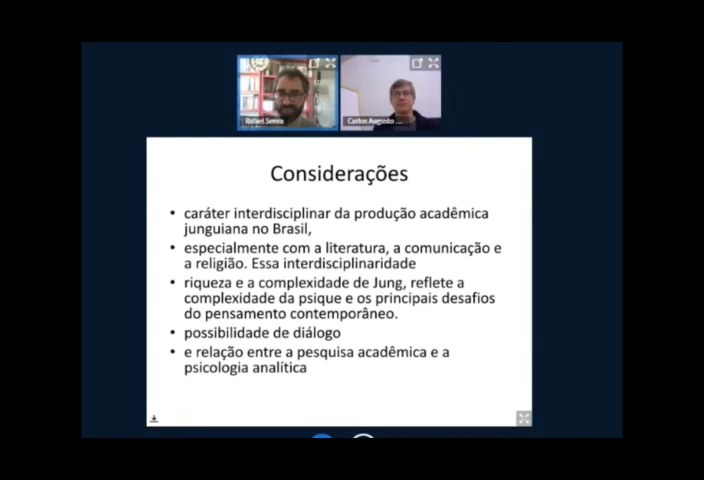 Rafael Senra
Carlos Augusto ...
Considerações
• caráter interdisciplinar da produção acadêmica
junguiana no Brasil,
• especialmente com a literatura, a comunicação e
a religião. Essa interdisciplinaridade
• riqueza e a complexidade de Jung, reflete a
complexidade da psique e os principais desafios
do pensamento contemporâneo.
• possibilidade de diálogo
• e relação entre a pesquisa acadêmica e a
psicologia analítica